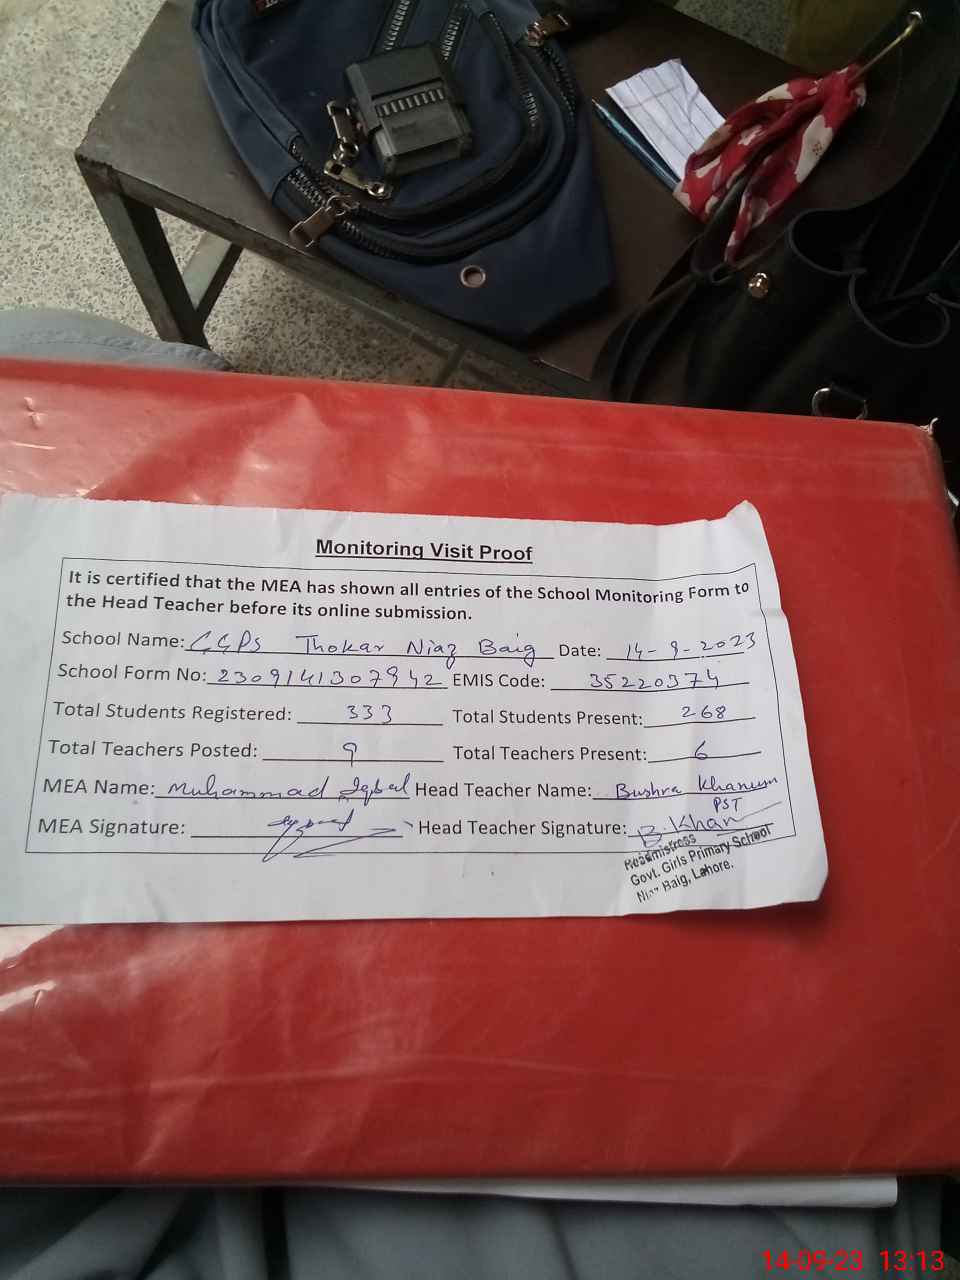 Monitoring Visit Proof
It is certified that the MEA has shown all entries of the School Monitoring Form to
the Head Teacher before its online submission.
School Name: GGPS Thokar Niaz Baig Date: 14-9-2023
School Form No: 2309141307942 EMIS Code: 35220374
Total Students Registered: 333 Total Students Present: 268
Total Teachers Posted: 9 Total Teachers Present: 6
MEA Name: Muhammad Iqbal Head Teacher Name: Bushra Khanum
PST
MEA Signature: Head Teacher Signature: B. Khan
Headmistress
Govt. Girls Primary School
Niaz Baig, Lahore.
14-09-23 13:13